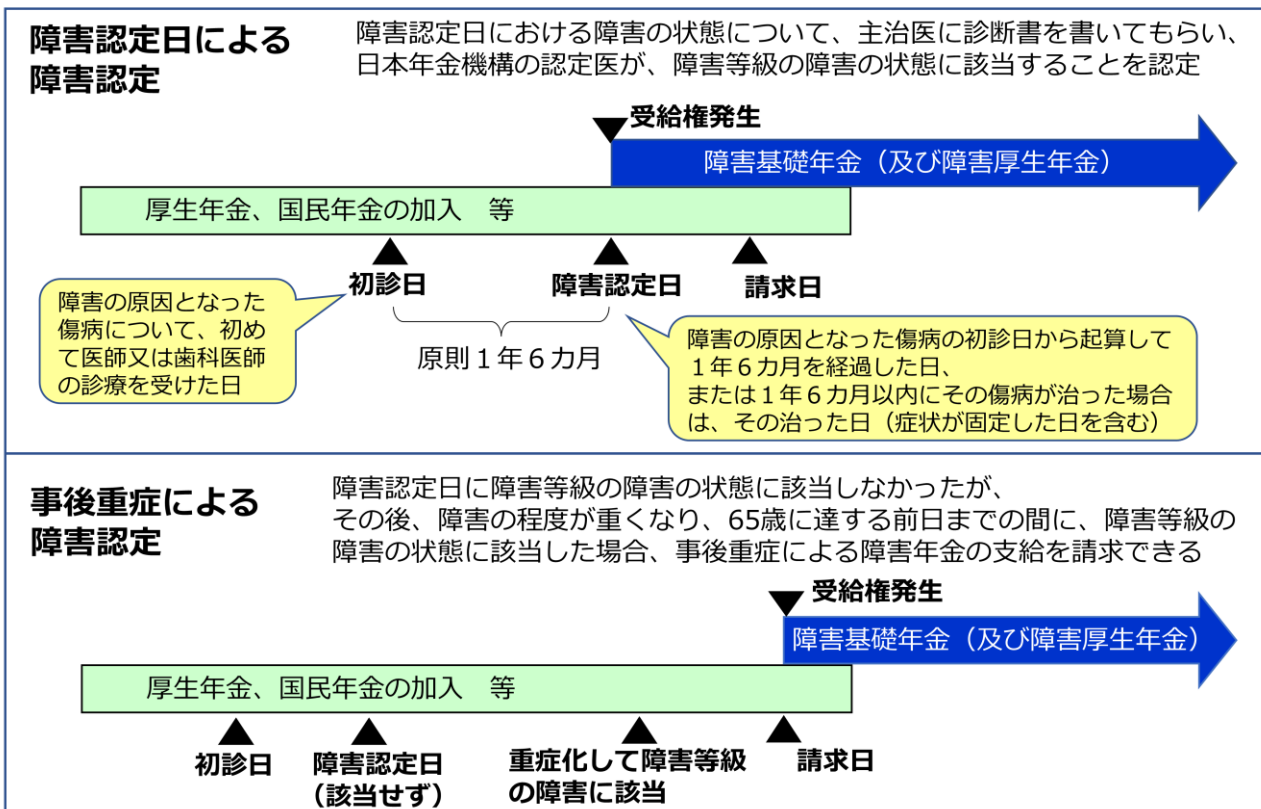 障害認定日による
障害認定
障害認定日における障害の状態について、主治医に診断書を書いてもらい、
日本年金機構の認定医が、障害等級の障害の状態に該当することを認定
受給権発生
障害基礎年金（及び障害厚生年金）
厚生年金、国民年金の加入　等
初診日
障害認定日
請求日
障害の原因となった
傷病について、初め
て医師又は歯科医師
の診療を受けた日
原則１年６カ月
障害の原因となった傷病の初診日から起算して
１年６カ月を経過した日、
または１年６カ月以内にその傷病が治った場合
は、その治った日（症状が固定した日を含む）
事後重症による
障害認定
障害認定日に障害等級の障害の状態に該当しなかったが、
その後、障害の程度が重くなり、65歳に達する前日までの間に、障害等級の
障害の状態に該当した場合、事後重症による障害年金の支給を請求できる
受給権発生
障害基礎年金（及び障害厚生年金）
厚生年金、国民年金の加入　等
初診日
障害認定日
（該当せず）
重症化して障害等級
の障害に該当
請求日